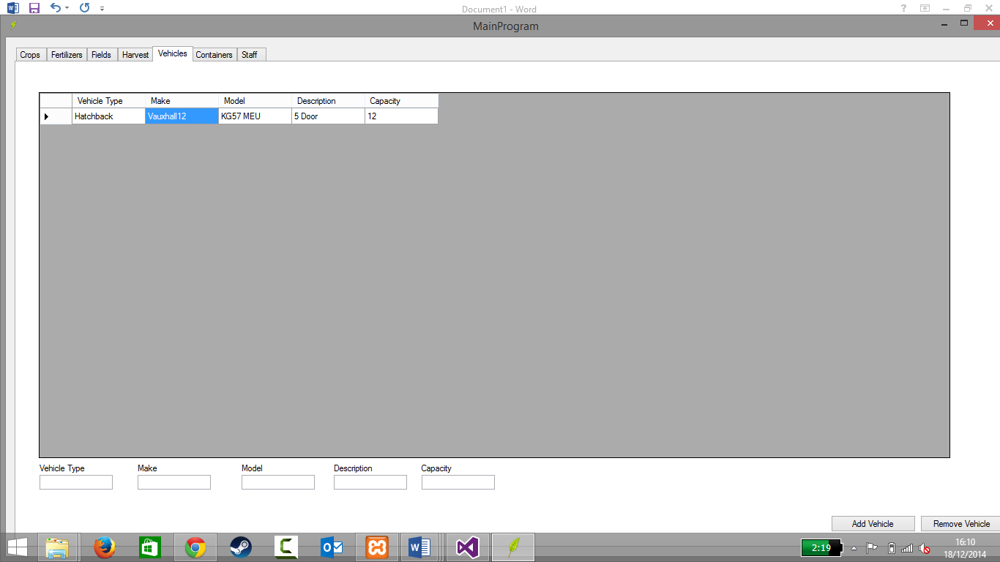 Document1 - Word
MainProgram
Crops Fertilizers Fields Harvest Vehicles Containers Staff
Vehicle Type Make Model Description Capacity
Hatchback Vauxhall12 KG57 MEU 5 Door 12
Vehicle Type Make Model Description Capacity
Add Vehicle Remove Vehicle
2:19 16:10
18/12/2014